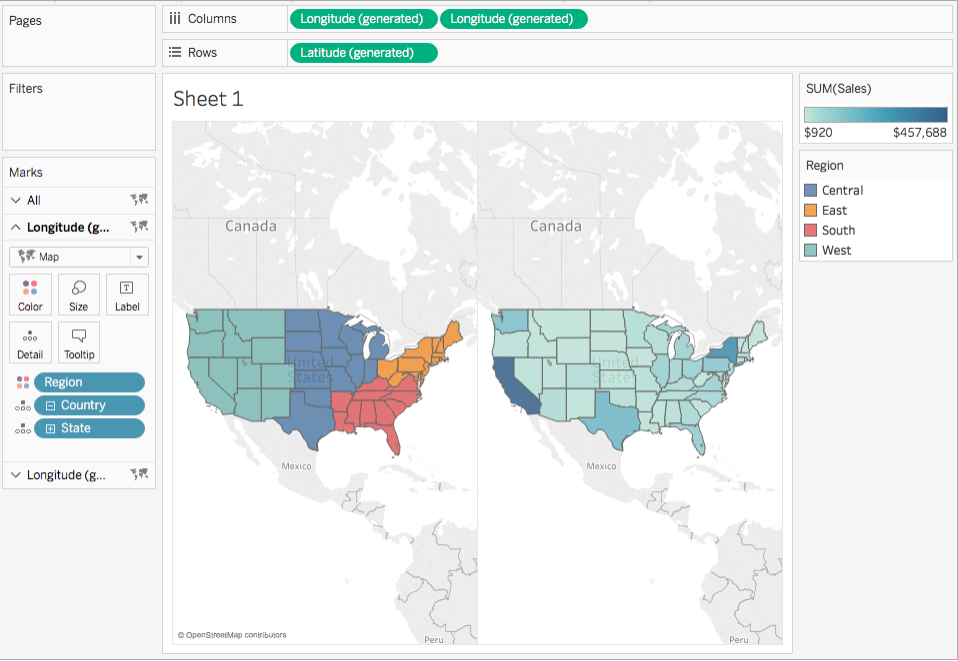 Pages
Columns
Longitude (generated)
Longitude (generated)
Rows
Latitude (generated)
Filters
Marks
All
Longitude (g...
Map
Color
Size
Label
Detail
Tooltip
Region
Country
State
Longitude (g...
Sheet 1
Canada
United
States
Mexico
Peru
© OpenStreetMap contributors
Canada
United
States
Mexico
Peru
SUM(Sales)
$920
$457,688
Region
Central
East
South
West